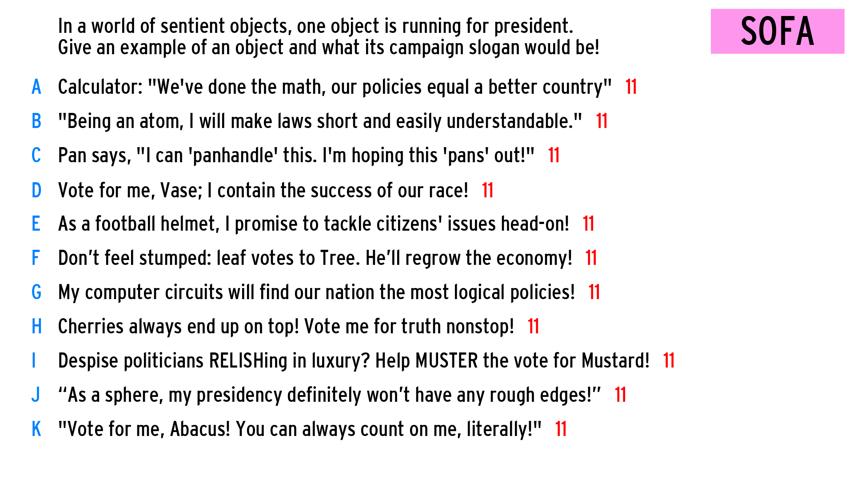 In a world of sentient objects, one object is running for president.
Give an example of an object and what its campaign slogan would be!
SOFA
A Calculator: "We've done the math, our policies equal a better country" 11
B "Being an atom, I will make laws short and easily understandable." 11
C Pan says, "I can 'panhandle' this. I'm hoping this 'pans' out!" 11
D Vote for me, Vase; I contain the success of our race! 11
E As a football helmet, I promise to tackle citizens' issues head-on! 11
F Don’t feel stumped: leaf votes to Tree. He’ll regrow the economy! 11
G My computer circuits will find our nation the most logical policies! 11
H Cherries always end up on top! Vote me for truth nonstop! 11
I Despise politicians RELISHing in luxury? Help MUSTER the vote for Mustard! 11
J “As a sphere, my presidency definitely won’t have any rough edges!” 11
K "Vote for me, Abacus! You can always count on me, literally!" 11